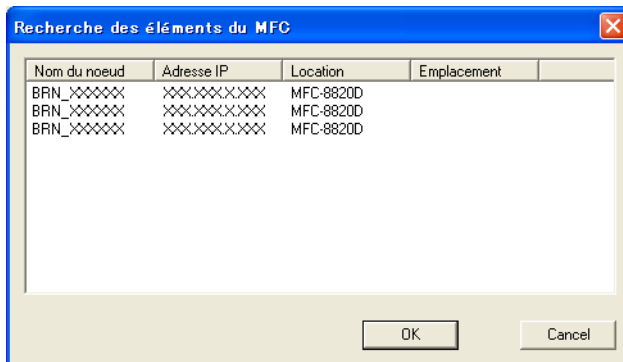 Recherche des éléments du MFC
Nom du noeud Adresse IP Location Emplacement
BRN_XXXXXX XXX.XXX.X.XXX MFC-8820D
BRN_XXXXXX XXX.XXX.X.XXX MFC-8820D
BRN_XXXXXX XXX.XXX.X.XXX MFC-8820D
OK Cancel